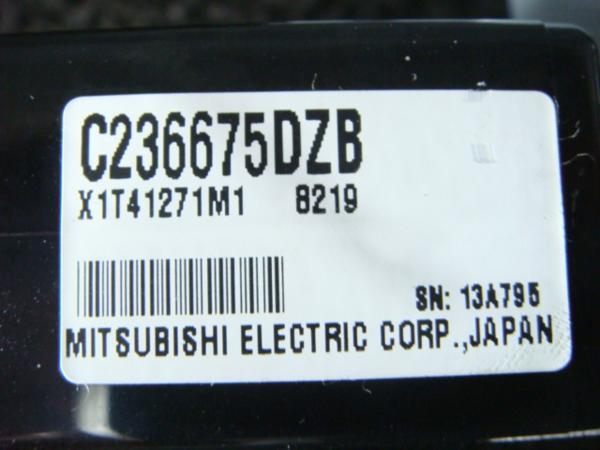 C236675DZB
X1T41271M1 8219
SN: 13A795
MITSUBISHI ELECTRIC CORP.,JAPAN